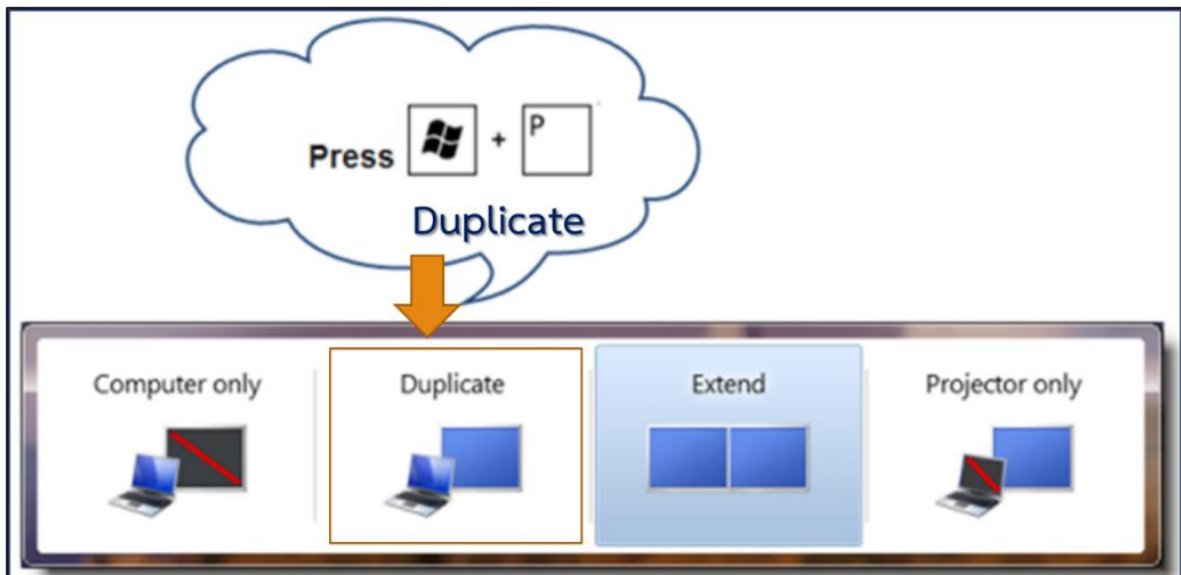 Press + P
Duplicate
Computer only
Duplicate
Extend
Projector only